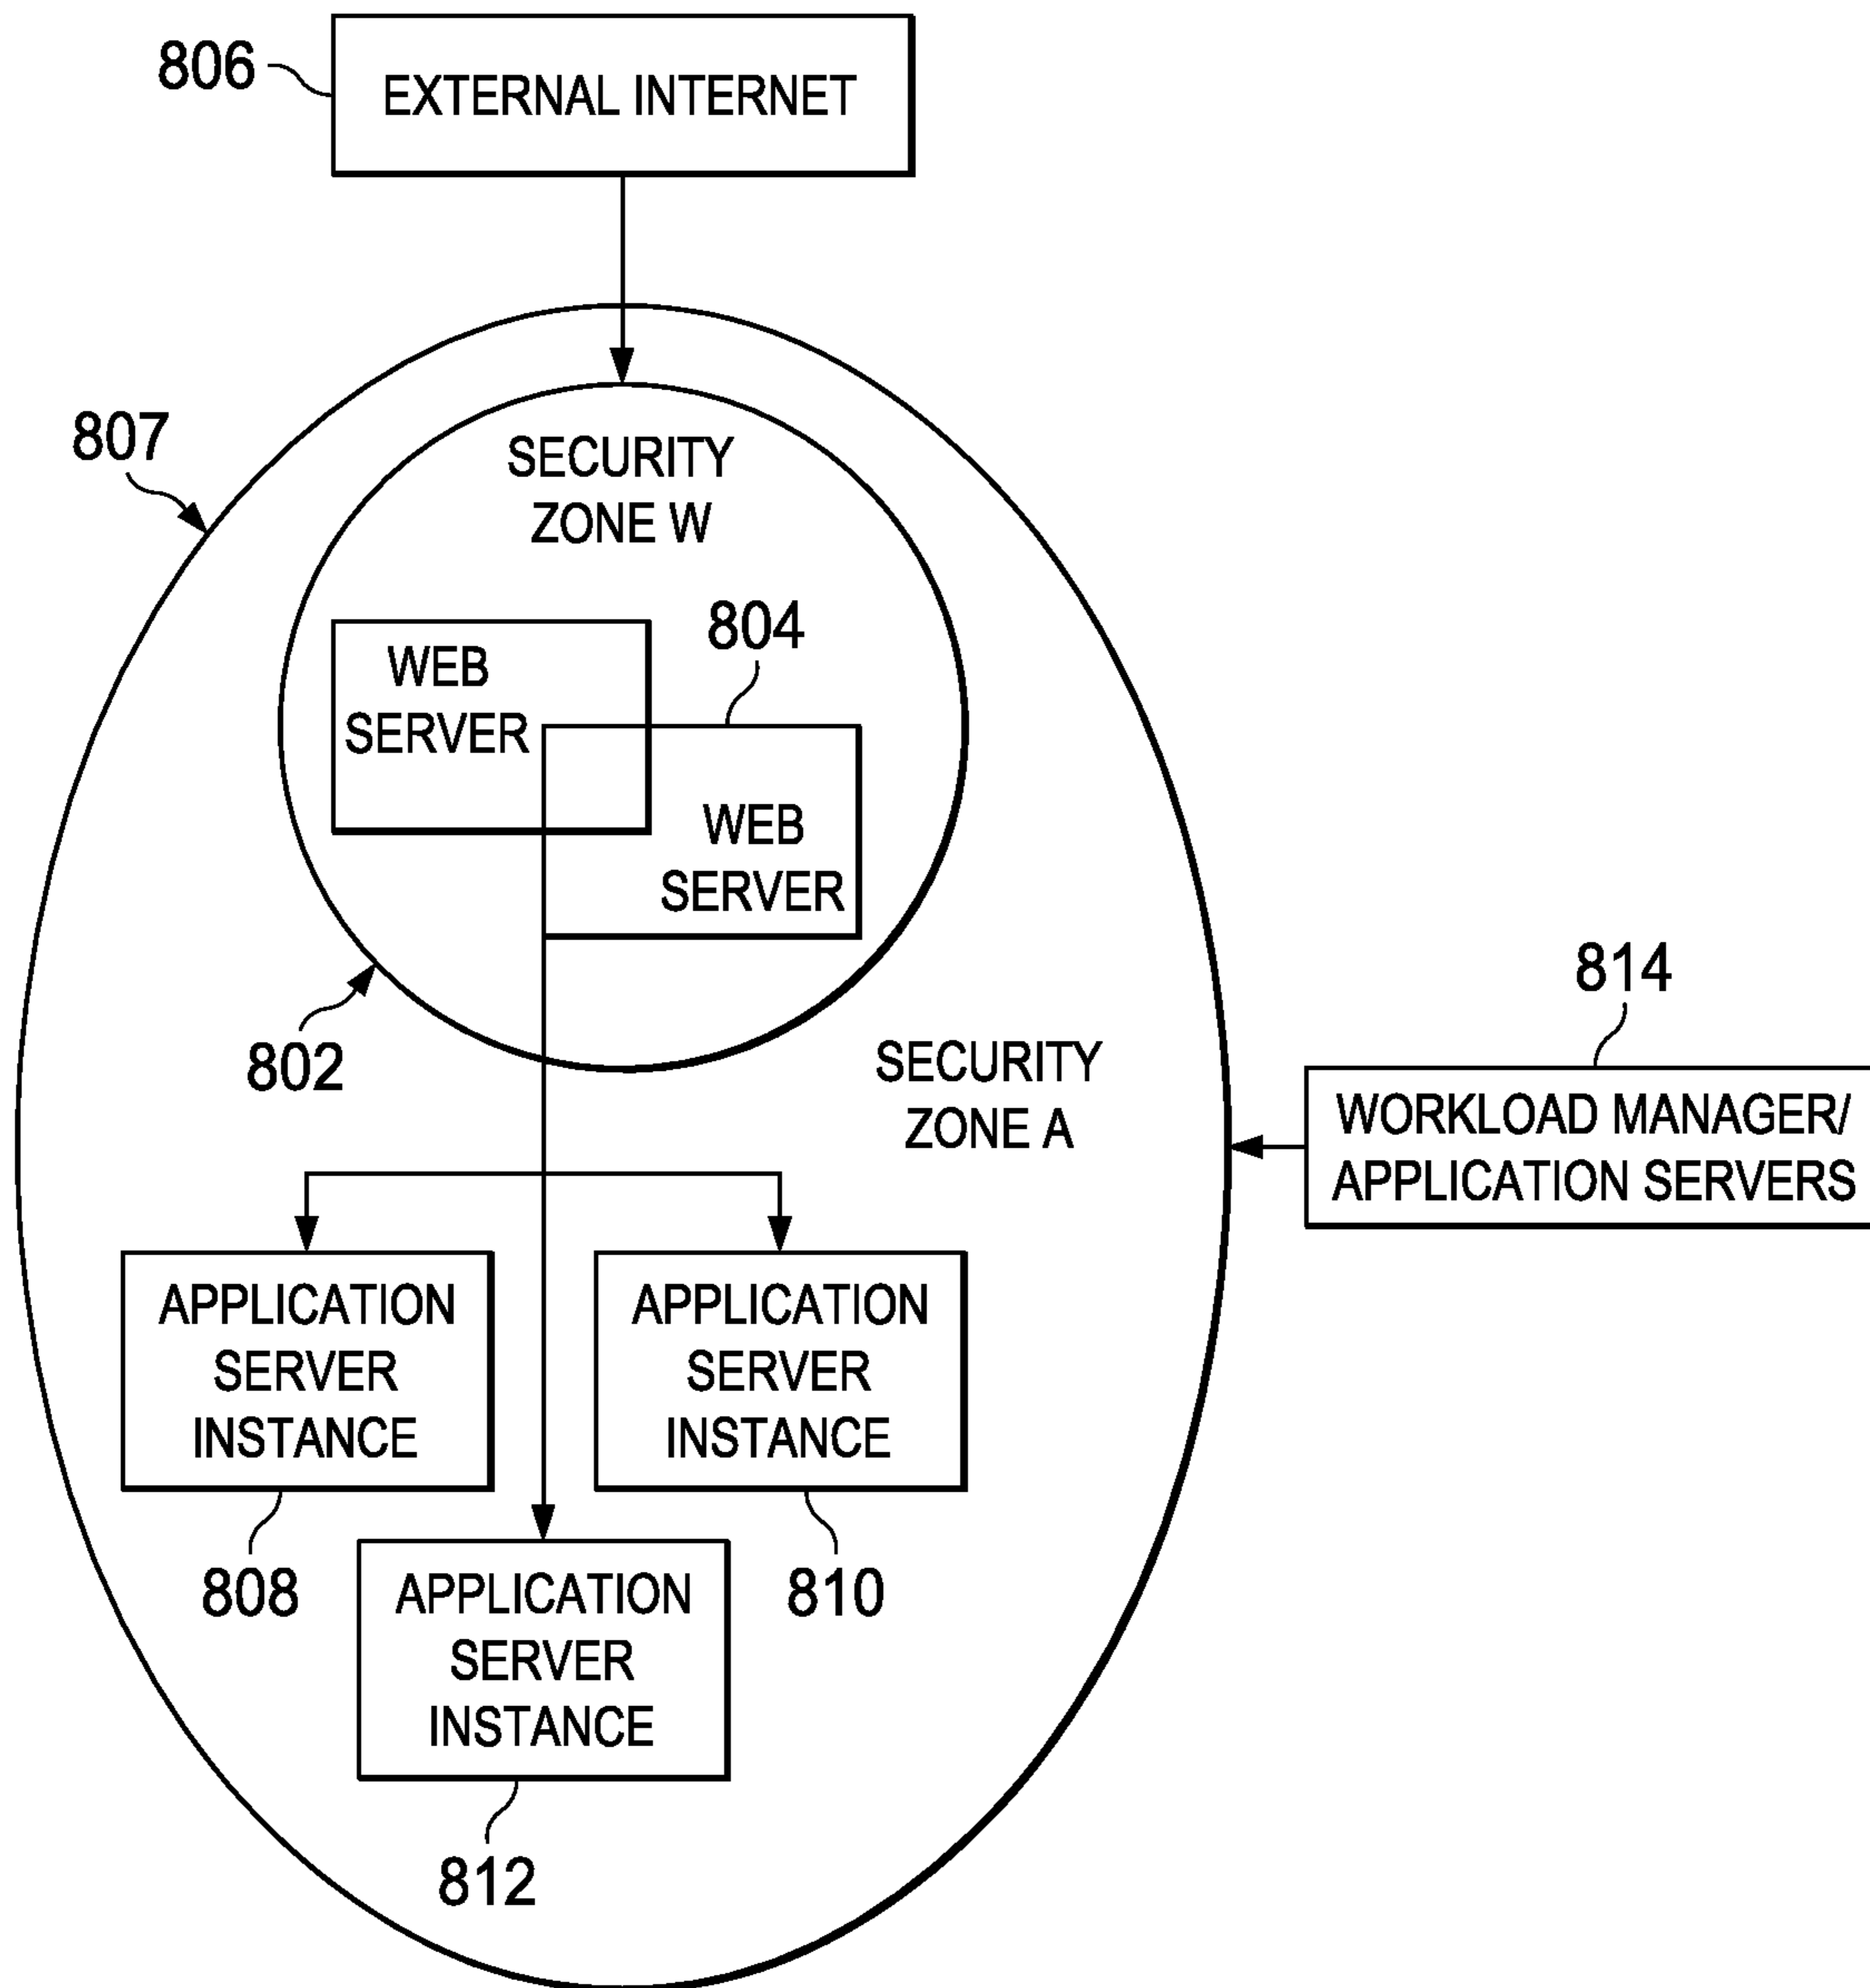 806
EXTERNAL INTERNET
807
SECURITY
ZONE W
804
WEB
SERVER
WEB
SERVER
802
SECURITY
ZONE A
814
WORKLOAD MANAGER/
APPLICATION SERVERS
APPLICATION
SERVER
INSTANCE
808
APPLICATION
SERVER
INSTANCE
810
APPLICATION
SERVER
INSTANCE
812